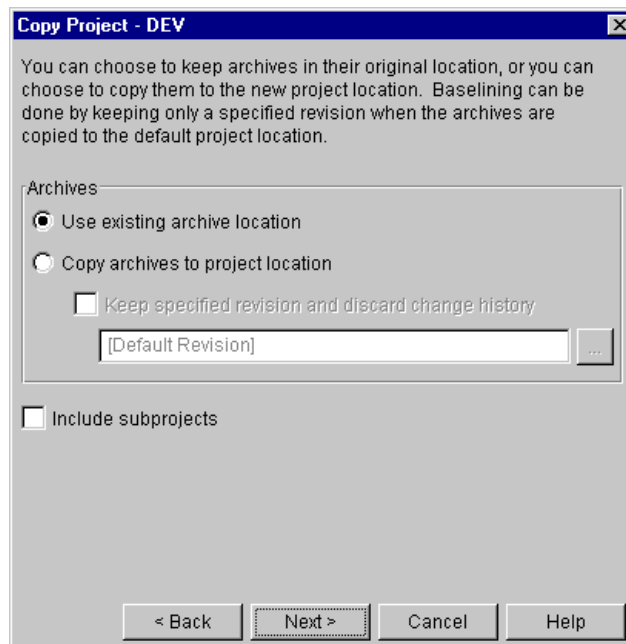 Copy Project - DEV
You can choose to keep archives in their original location, or you can
choose to copy them to the new project location. Baselining can be
done by keeping only a specified revision when the archives are
copied to the default project location.
Archives
Use existing archive location
Copy archives to project location
Keep specified revision and discard change history
[Default Revision]
...
Include subprojects
< Back
Next >
Cancel
Help